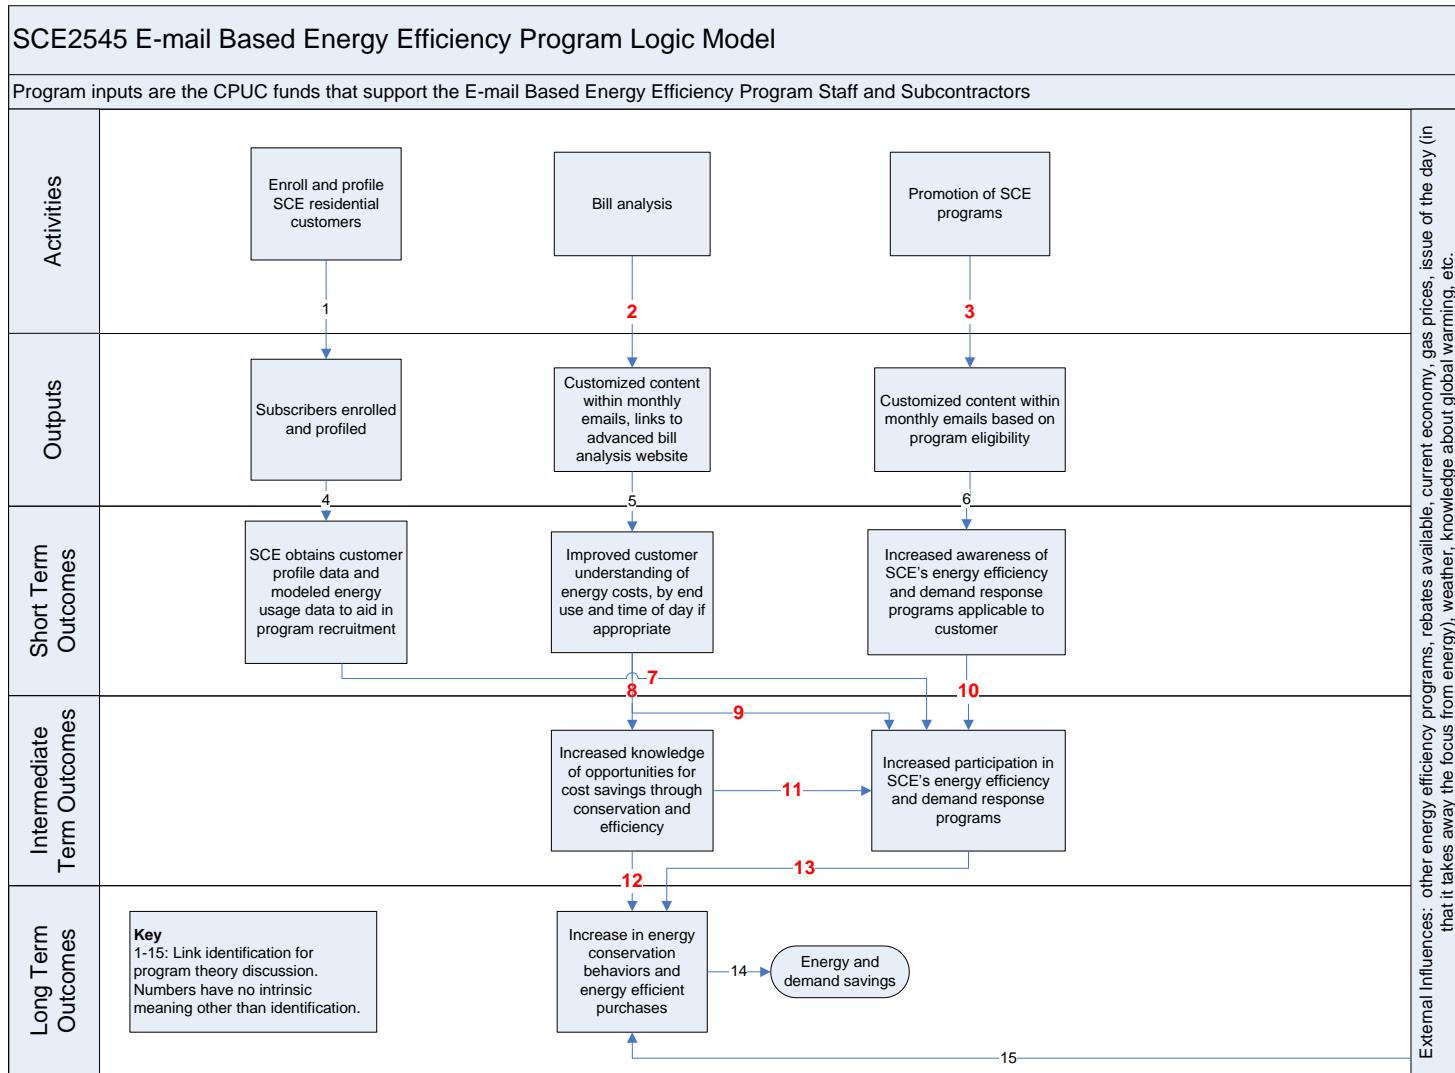 SCE2545 E-mail Based Energy Efficiency Program Logic Model
Program inputs are the CPUC funds that support the E-mail Based Energy Efficiency Program Staff and Subcontractors
Activities
Enroll and profile
SCE residential
customers
Bill analysis
Promotion of SCE
programs
1
2
3
Outputs
Subscribers enrolled
and profiled
Customized content
within monthly
emails, links to
advanced bill
analysis website
Customized content within
monthly emails based on
program eligibility
4
5
6
Short Term
Outcomes
SCE obtains customer
profile data and
modeled energy
usage data to aid in
program recruitment
Improved customer
understanding of
energy costs, by end
use and time of day if
appropriate
Increased awareness of
SCE's energy efficiency
and demand response
programs applicable to
customer
7
8
10
9
Intermediate
Term Outcomes
Increased knowledge
of opportunities for
cost savings through
conservation and
efficiency
11
Increased participation in
SCE's energy efficiency
and demand response
programs
12
13
Long Term
Outcomes
Key
1-15: Link identification for
program theory discussion.
Numbers have no intrinsic
meaning other than identification.
Increase in energy
conservation
behaviors and
energy efficient
purchases
14
Energy and
demand savings
15
External Influences:  other energy efficiency programs, rebates available, current economy, gas prices, issue of the day (in
that it takes away the focus from energy), weather, knowledge about global warming, etc.